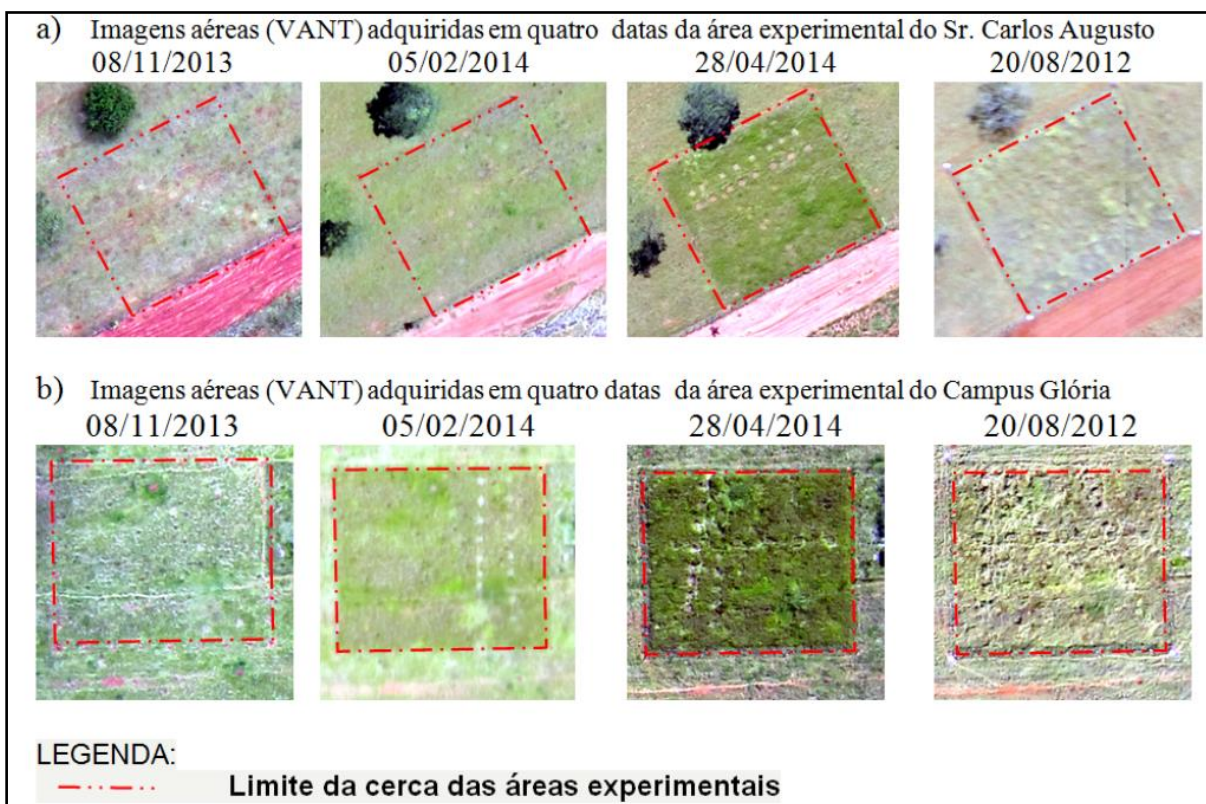 a) Imagens aéreas (VANT) adquiridas em quatro datas da área experimental do Sr. Carlos Augusto
08/11/2013 05/02/2014 28/04/2014 20/08/2012
b) Imagens aéreas (VANT) adquiridas em quatro datas da área experimental do Campus Glória
08/11/2013 05/02/2014 28/04/2014 20/08/2012
LEGENDA:
Limite da cerca das áreas experimentais